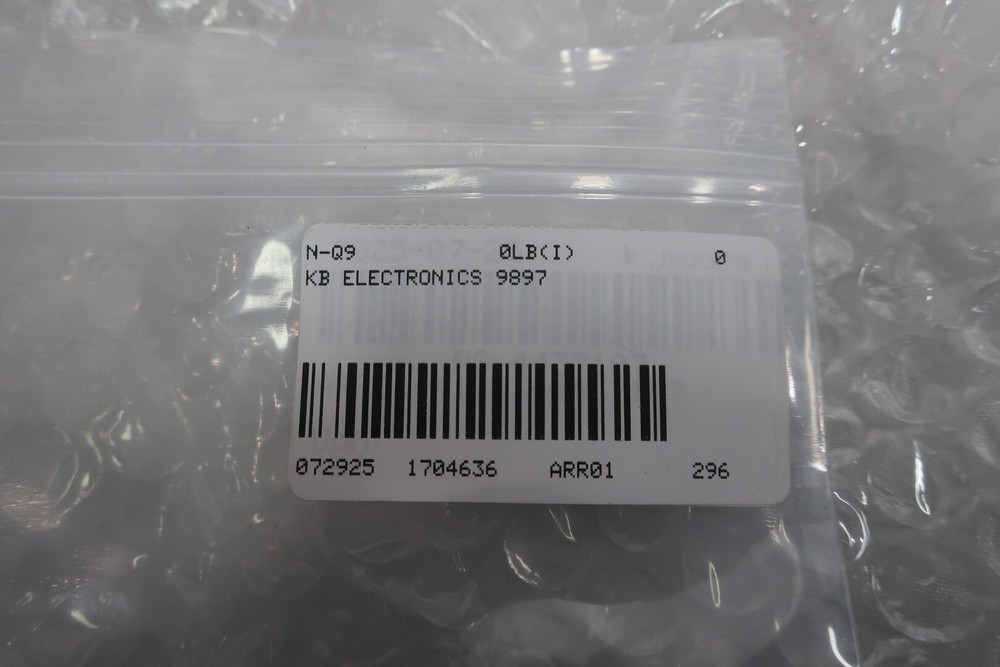 N-Q9 0LB(I) 0
KB ELECTRONICS 9897
072925 1704636 ARR01 296